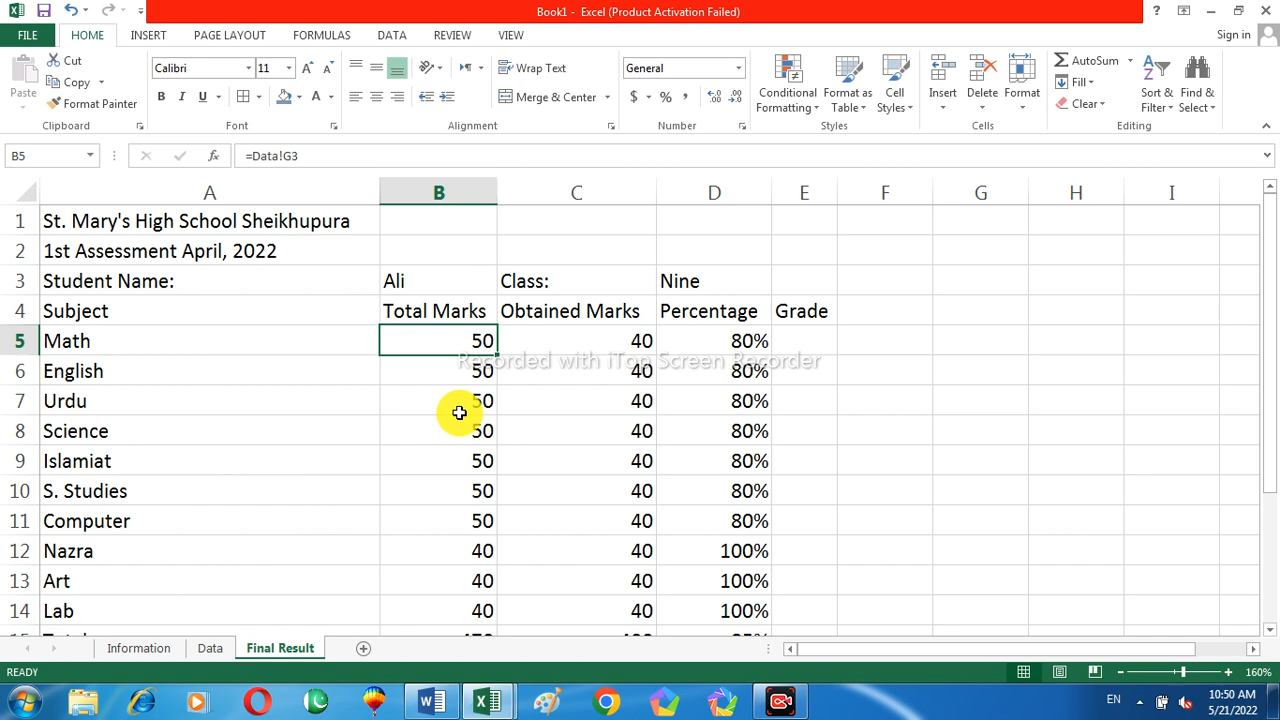 Book1 - Excel (Product Activation Failed)
FILE HOME INSERT PAGE LAYOUT FORMULAS DATA REVIEW VIEW Sign in
Paste Cut Copy Format Painter Clipboard
Calibri 11 B I U A A A Font
Wrap Text Merge & Center Alignment
General $ % , Number
Conditional Formatting Format as Table Cell Styles Styles
Insert Delete Format Cells
AutoSum Fill Clear Sort & Filter Find & Select Editing
B5 fx =Data!G3
A B C D E F G H I
1 St. Mary's High School Sheikhupura
2 1st Assessment April, 2022
3 Student Name: Ali Class: Nine
4 Subject Total Marks Obtained Marks Percentage Grade
5 Math 50 40 80%
Recorded with iTop Screen Recorder
6 English 50 40 80%
7 Urdu 50 40 80%
8 Science 50 40 80%
9 Islamiat 50 40 80%
10 S. Studies 50 40 80%
11 Computer 50 40 80%
12 Nazra 40 40 100%
13 Art 40 40 100%
14 Lab 40 40 100%
Information Data Final Result
READY 160%
EN 10:50 AM
5/21/2022